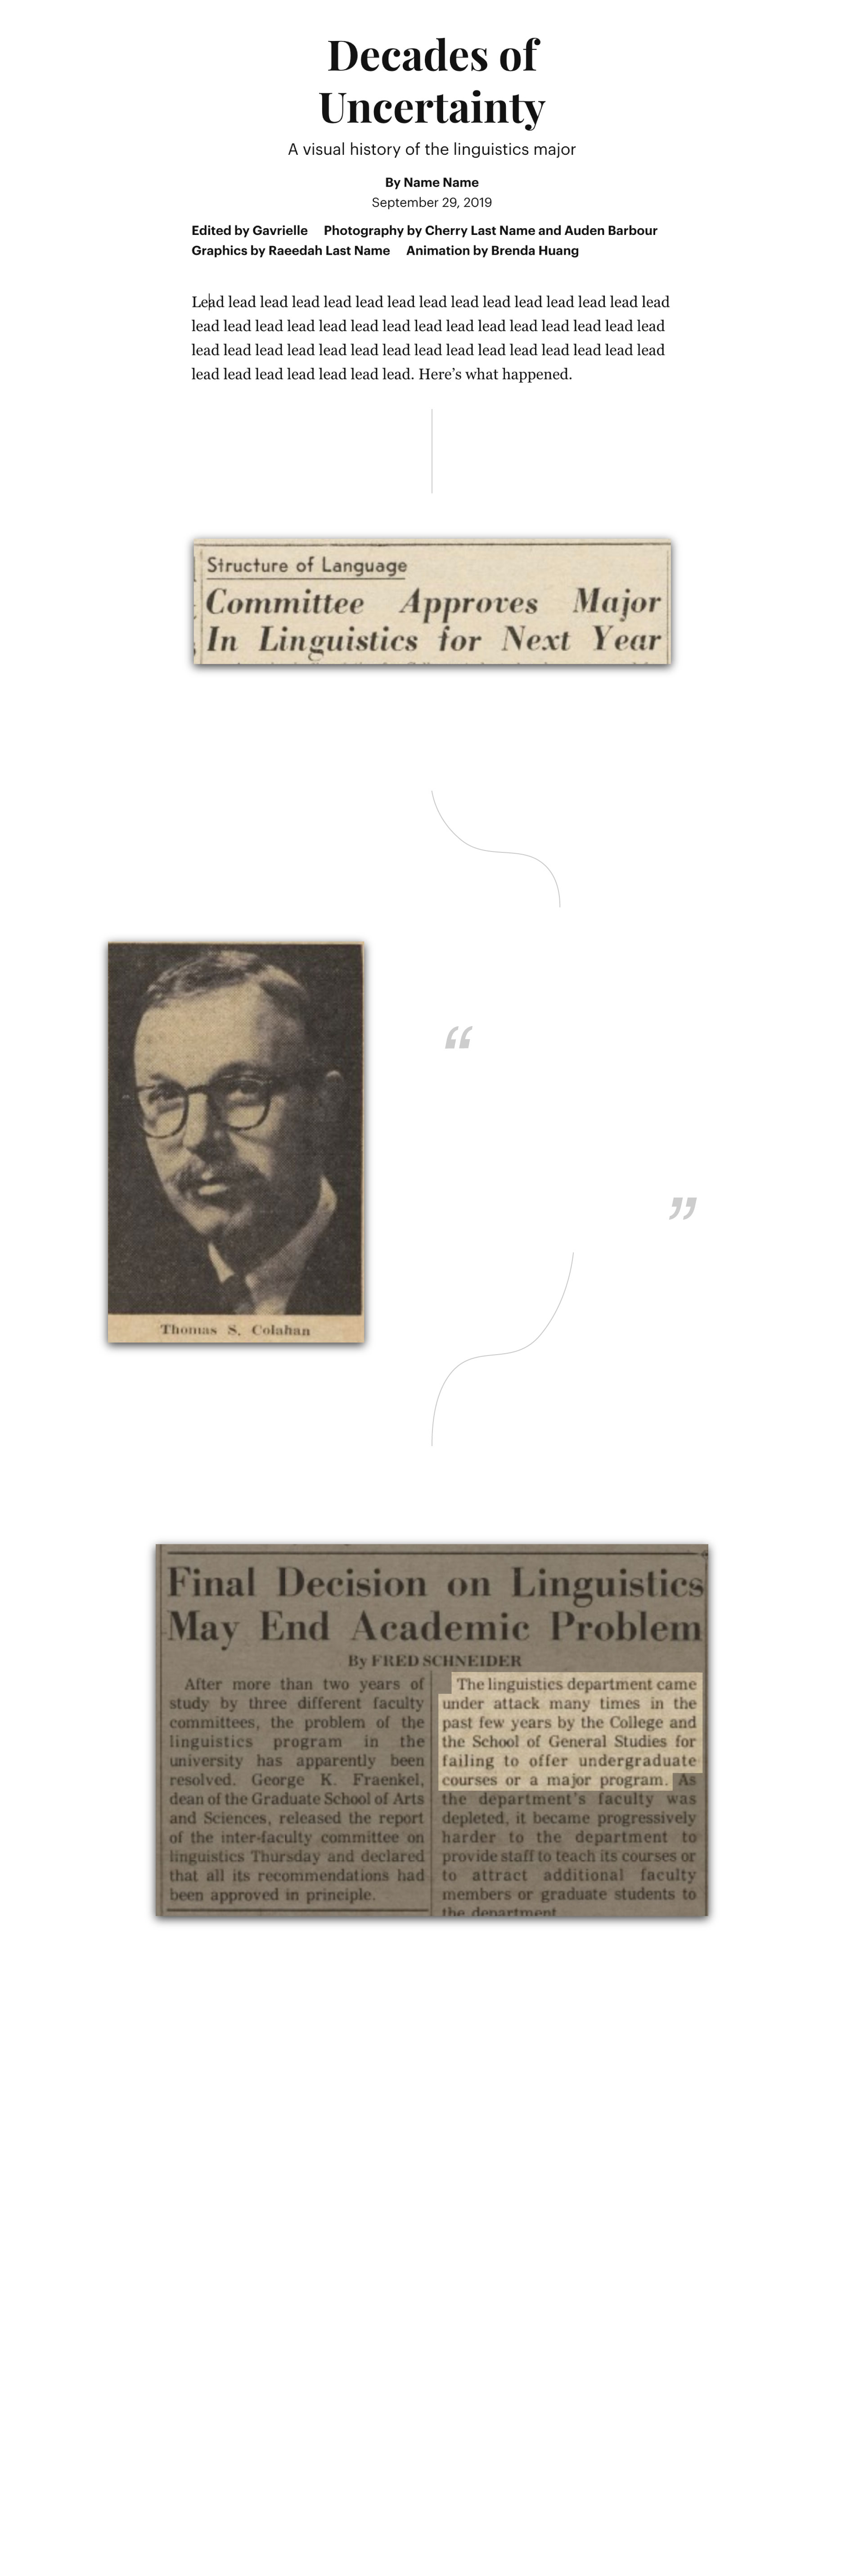 Decades of
Uncertainty
A visual history of the linguistics major
By Name Name
September 29, 2019
Edited by Gavrielle Photography by Cherry Last Name and Auden Barbour
Graphics by Raeedah Last Name Animation by Brenda Huang
Lead lead lead lead lead lead lead lead lead lead lead lead lead lead lead
lead lead lead lead lead lead lead lead lead lead lead lead lead lead lead
lead lead lead lead lead lead lead lead lead lead lead lead lead lead lead
lead lead lead lead lead lead lead. Here’s what happened.
Structure of Language
Committee Approves Major
In Linguistics for Next Year
“
”
Thomas S. Colahan
Final Decision on Linguistics
May End Academic Problem
By FRED SCHNEIDER
After more than two years of
study by three different faculty
committees, the problem of the
linguistics program in the
university has apparently been
resolved. George K. Fraenkel,
dean of the Graduate School of Arts
and Sciences, released the report
of the inter-faculty committee on
linguistics Thursday and declared
that all its recommendations had
been approved in principle.
The linguistics department came
under attack many times in the
past few years by the College and
the School of General Studies for
failing to offer undergraduate
courses or a major program. As
the department's faculty was
depleted, it became progressively
harder to the department to
provide staff to teach its courses or
to attract additional faculty
members or graduate students to
the department